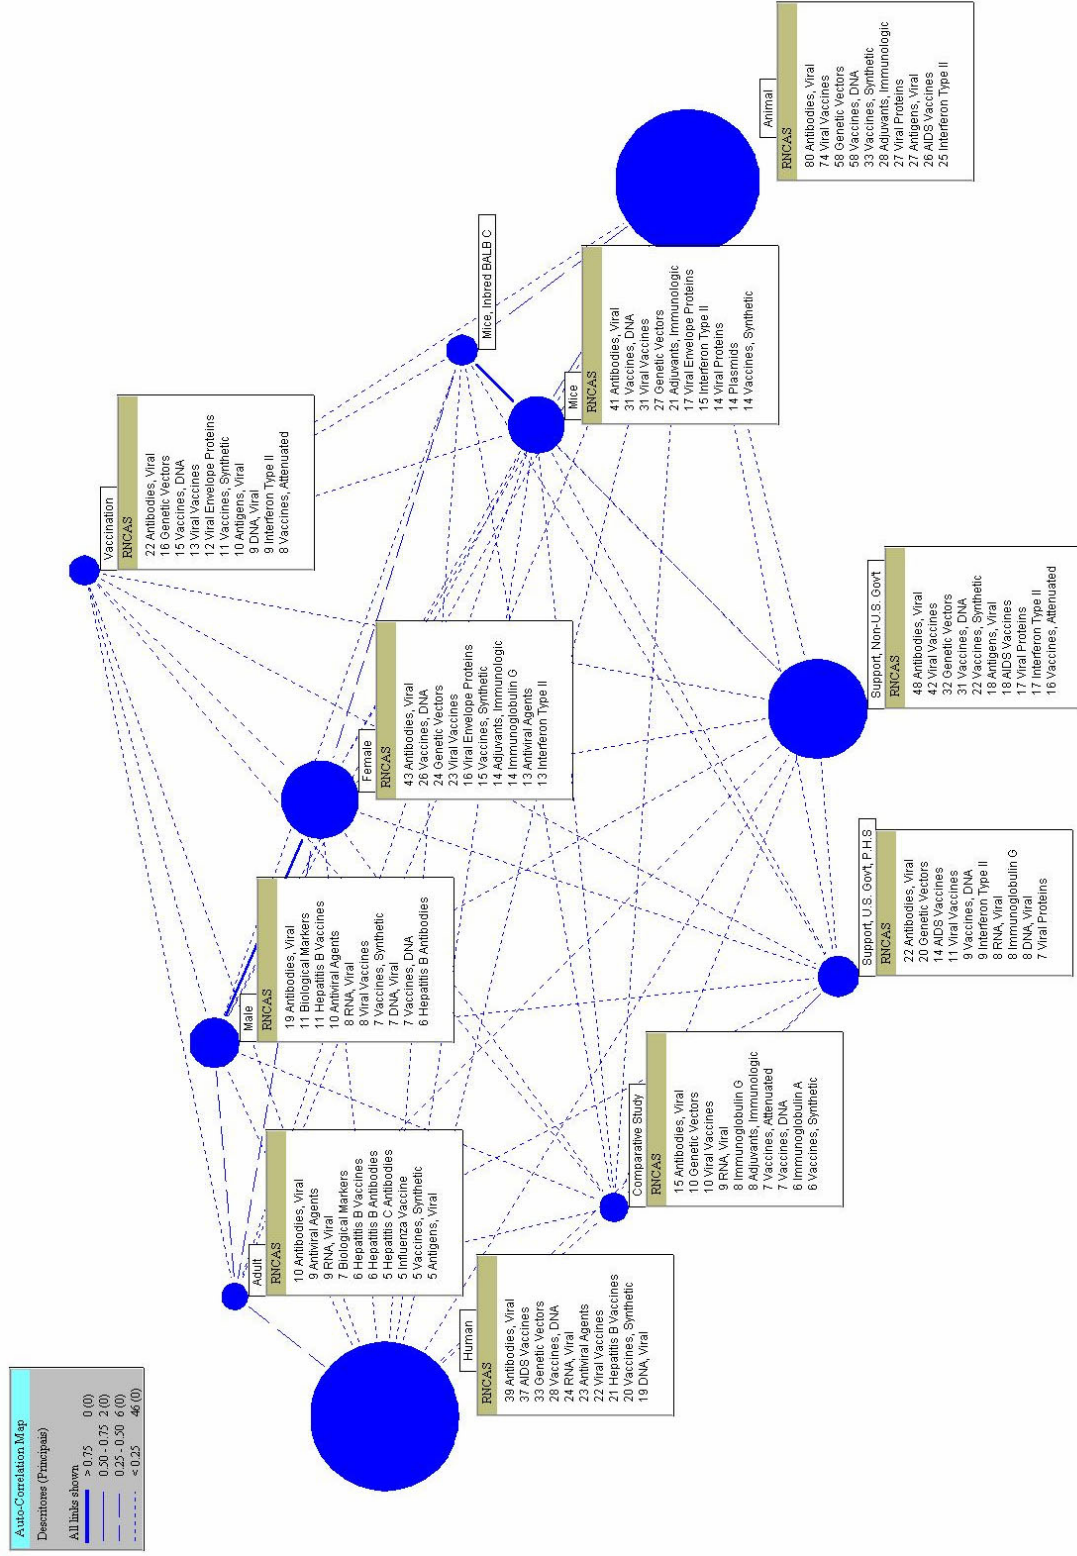 Auto-Correlation Map
Descritores (Principais)
All links shown
> 0.75 0 (0)
0.50 - 0.75 2 (0)
0.25 - 0.50 6 (0)
< 0.25 46 (0)
Human
RNCAS
39 Antibodies, Viral
37 AIDS Vaccines
33 Genetic Vectors
28 Vaccines, DNA
24 RNA, Viral
23 Antiviral Agents
22 Viral Vaccines
21 Hepatitis B Vaccines
20 Vaccines, Synthetic
19 DNA, Viral
Adult
RNCAS
10 Antibodies, Viral
9 Antiviral Agents
9 RNA, Viral
7 Biological Markers
6 Hepatitis B Vaccines
6 Hepatitis B Antibodies
5 Hepatitis C Antibodies
5 Influenza Vaccine
5 Vaccines, Synthetic
5 Antigens, Viral
Comparative Study
RNCAS
15 Antibodies, Viral
10 Genetic Vectors
10 Viral Vaccines
9 RNA, Viral
8 Immunoglobulin G
8 Adjuvants, Immunologic
7 Vaccines, Attenuated
7 Vaccines, DNA
6 Immunoglobulin A
6 Vaccines, Synthetic
Male
RNCAS
19 Antibodies, Viral
11 Biological Markers
11 Hepatitis B Vaccines
10 Antiviral Agents
8 RNA, Viral
8 Viral Vaccines
7 Vaccines, Synthetic
7 DNA, Viral
7 Vaccines, DNA
6 Hepatitis B Antibodies
Support, U.S. Gov't, P.H.S
RNCAS
22 Antibodies, Viral
20 Genetic Vectors
14 AIDS Vaccines
11 Viral Vaccines
9 Vaccines, DNA
9 Interferon Type II
8 RNA, Viral
8 Immunoglobulin G
8 DNA, Viral
7 Viral Proteins
Female
RNCAS
43 Antibodies, Viral
26 Vaccines, DNA
24 Genetic Vectors
23 Viral Vaccines
16 Viral Envelope Proteins
15 Vaccines, Synthetic
14 Adjuvants, Immunologic
14 Immunoglobulin G
13 Antiviral Agents
13 Interferon Type II
Support, Non-U.S. Gov't
RNCAS
48 Antibodies, Viral
42 Viral Vaccines
32 Genetic Vectors
31 Vaccines, DNA
22 Vaccines, Synthetic
18 Antigens, Viral
18 AIDS Vaccines
17 Viral Proteins
17 Interferon Type II
16 Vaccines, Attenuated
Vaccination
RNCAS
22 Antibodies, Viral
16 Genetic Vectors
15 Vaccines, DNA
13 Viral Vaccines
12 Viral Envelope Proteins
11 Vaccines, Synthetic
10 Antigens, Viral
9 DNA, Viral
9 Interferon Type II
8 Vaccines, Attenuated
Mice, Inbred BALB C
Mice
RNCAS
41 Antibodies, Viral
31 Vaccines, DNA
31 Viral Vaccines
27 Genetic Vectors
21 Adjuvants, Immunologic
17 Viral Envelope Proteins
15 Interferon Type II
14 Viral Proteins
14 Plasmids
14 Vaccines, Synthetic
Animal
RNCAS
80 Antibodies, Viral
74 Viral Vaccines
58 Genetic Vectors
58 Vaccines, DNA
33 Vaccines, Synthetic
28 Adjuvants, Immunologic
27 Viral Proteins
27 Antigens, Viral
26 AIDS Vaccines
25 Interferon Type II